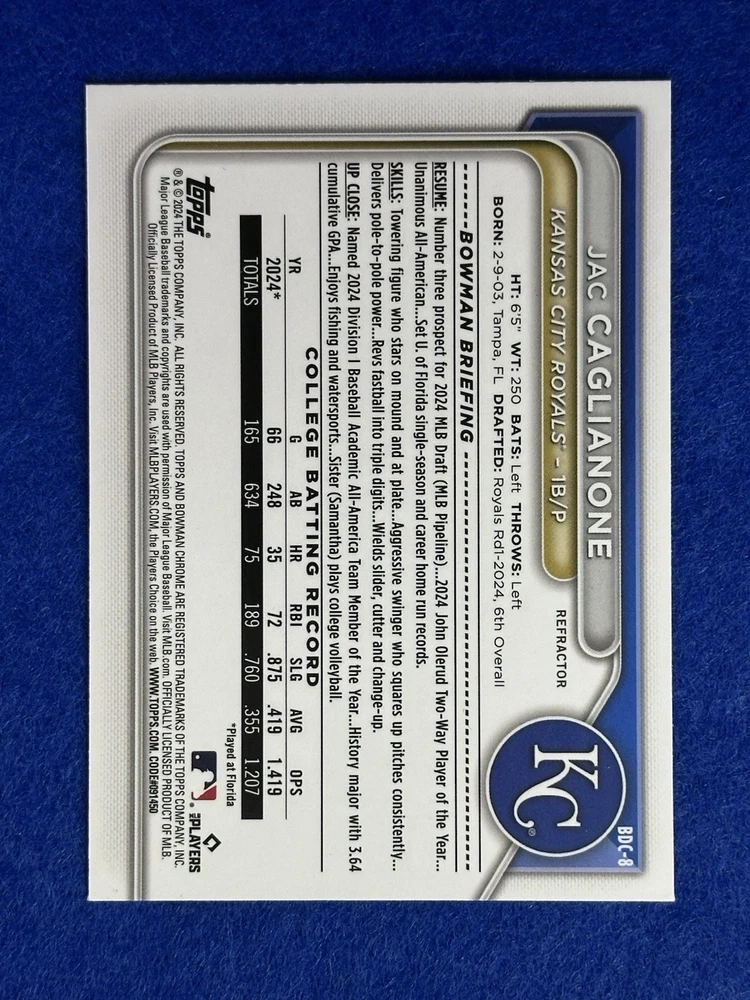 BDC-8
JAC CAGLIANONE
KANSAS CITY ROYALS® – 1B/P
REFRACTOR
KC®
HT: 6'5" WT: 250 BATS: Left THROWS: Left
BORN: 2-9-03, Tampa, FL DRAFTED: Royals Rd1-2024, 6th Overall
BOWMAN BRIEFING
RESUME: Number three prospect for 2024 MLB Draft (MLB Pipeline)...2024 John Olerud Two-Way Player of the Year...
Unanimous All-American...Set U. of Florida single-season and career home run records.
SKILLS: Towering figure who stars on mound and at plate...Aggressive swinger who squares up pitches consistently...
Delivers pole-to-pole power...Revs fastball into triple digits...Wields slider, cutter and change-up.
UP CLOSE: Named 2024 Division I Baseball Academic All-America Team Member of the Year...History major with 3.64
cumulative GPA...Enjoys fishing and watersports...Sister (Samantha) plays college volleyball.
COLLEGE BATTING RECORD
YR G AB HR RBI SLG AVG OPS
2024* 66 248 35 72 .875 .419 1.419
TOTALS 165 634 75 189 .760 .355 1.207
*Played at Florida
topps®
MLB PLAYERS
® & © 2024 THE TOPPS COMPANY, INC. ALL RIGHTS RESERVED. TOPPS AND BOWMAN CHROME ARE REGISTERED TRADEMARKS OF THE TOPPS COMPANY, INC.
Major League Baseball trademarks and copyrights are used with permission of Major League Baseball. Visit MLB.com. OFFICIALLY LICENSED PRODUCT OF MLB.
Officially Licensed Product of MLB Players, Inc. Visit MLBPLAYERS.COM, the Players Choice on the web. WWW.TOPPS.COM. CODE#091450